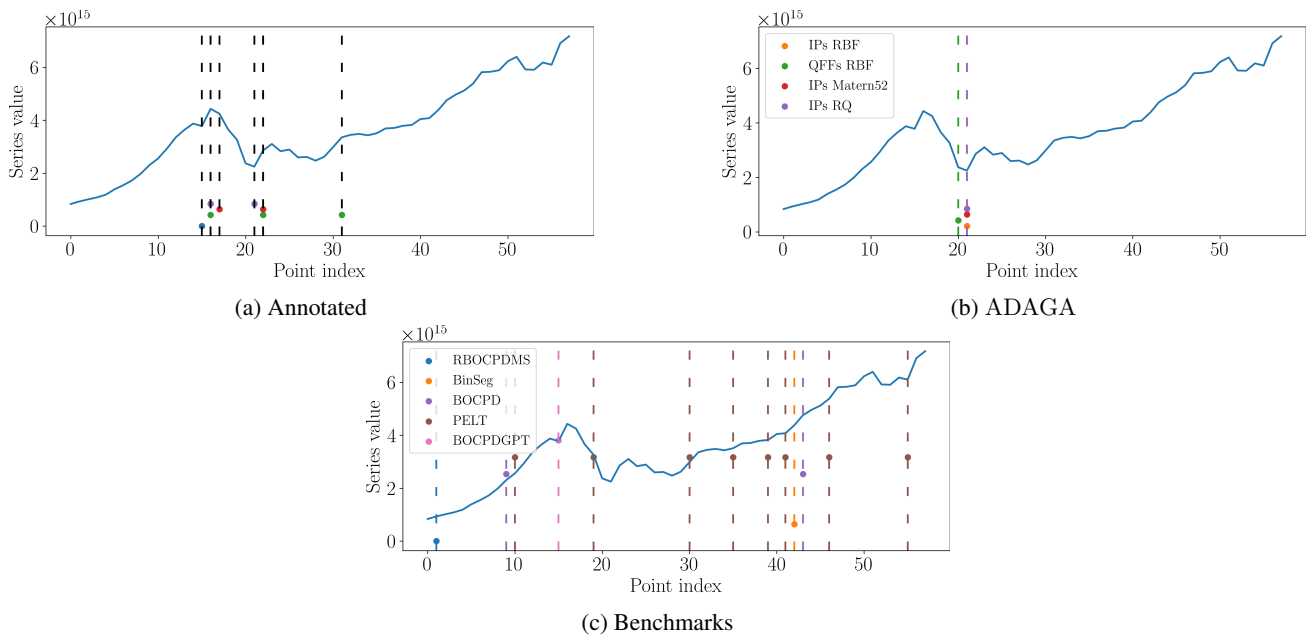 ×10^15
6
4
2
0
Series value
0 10 20 30 40 50
Point index
(a) Annotated
×10^15
IPs RBF
QFFs RBF
IPs Matern52
IPs RQ
6
4
2
0
Series value
0 10 20 30 40 50
Point index
(b) ADAGA
×10^15
RBOCPDMS
BinSeg
BOCPD
PELT
BOCPDGPT
6
4
2
0
Series value
0 10 20 30 40 50
Point index
(c) Benchmarks